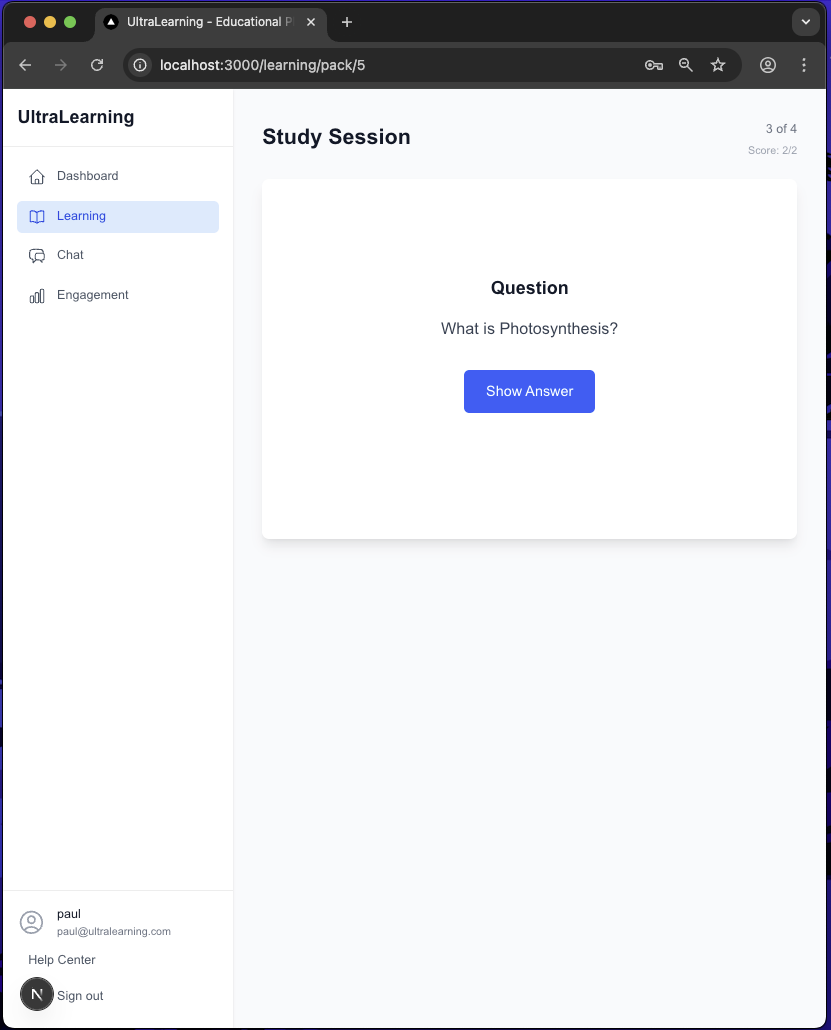 UltraLearning - Educational P
localhost:3000/learning/pack/5
UltraLearning
Dashboard
Learning
Chat
Engagement
Study Session
3 of 4
Score: 2/2
Question
What is Photosynthesis?
Show Answer
paul
paul@ultralearning.com
Help Center
N
Sign out